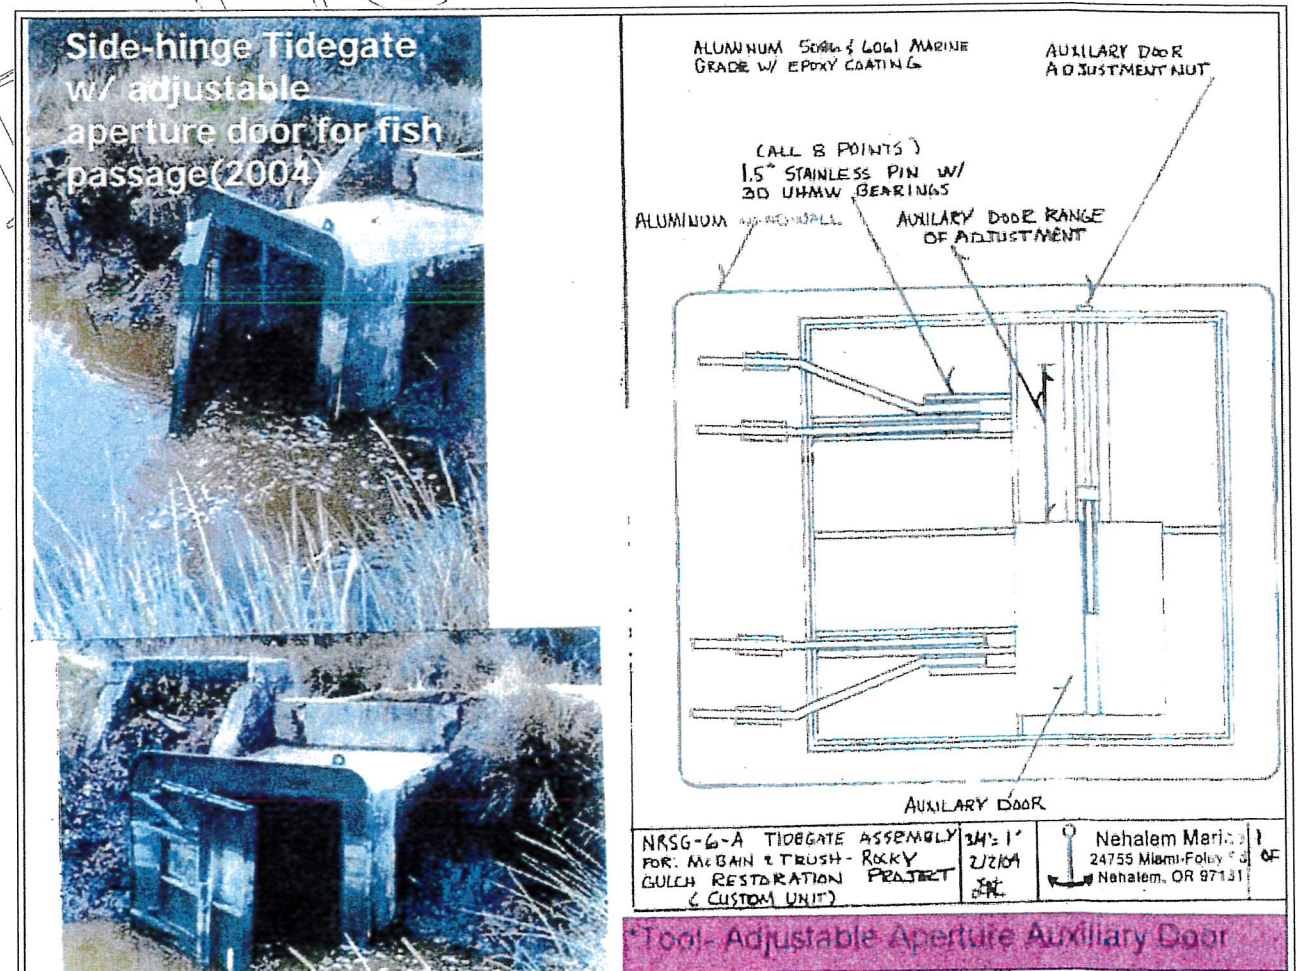 Side-hinge Tidegate
w/ adjustable
aperture door for fish
passage(2004)
ALUMINUM 5086 & 6061 MARINE
GRADE W/ EPOXY COATING
AUXILARY DOOR
ADJUSTMENT NUT
(ALL 8 POINTS)
1.5" STAINLESS PIN W/
3D UHMW BEARINGS
ALUMINUM HEADWALL
AUXILARY DOOR RANGE
OF ADJUSTMENT
AUXILARY DOOR
NRSG-6-A TIDEGATE ASSEMBLY
FOR: McBAIN & TRUSH - ROCKY
GULCH RESTORATION PROJECT
(CUSTOM UNIT)
3/4"= 1'
2/2/04
Nehalem Marine
24755 Miami-Foley Rd
Nehalem, OR 97131
1
OF
*Tool- Adjustable Aperture Auxiliary Door